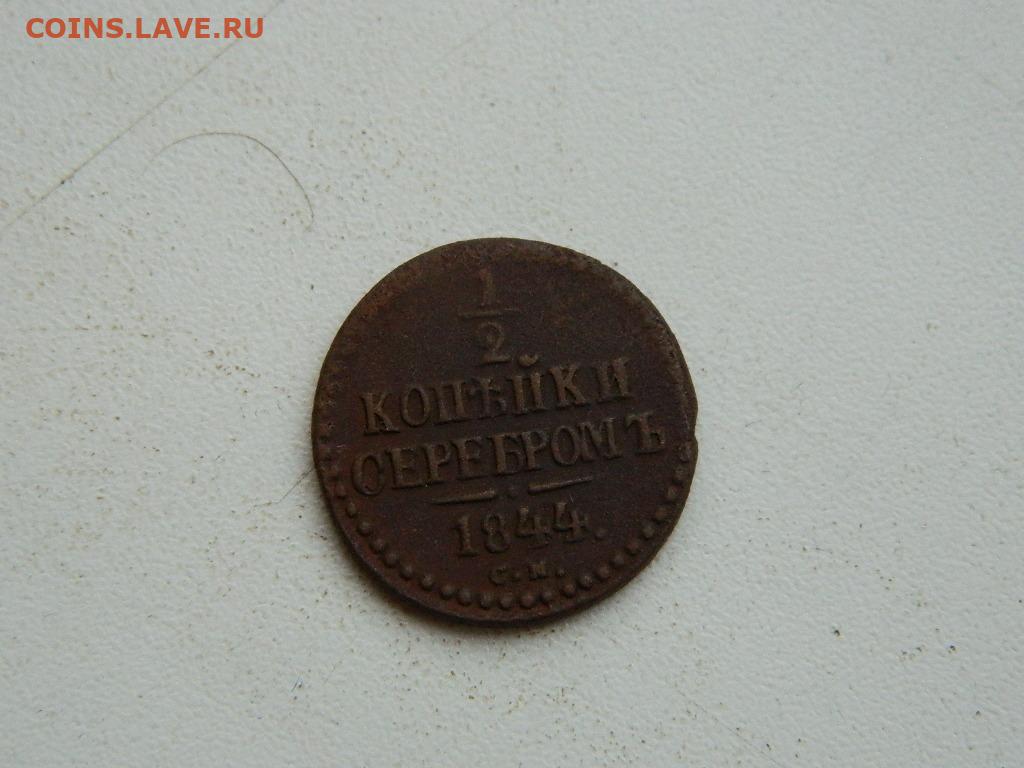 COINS.LAVE.RU
1
2
КОПѢЙКИ
СЕРЕБРОМЪ
1844.
С.М.